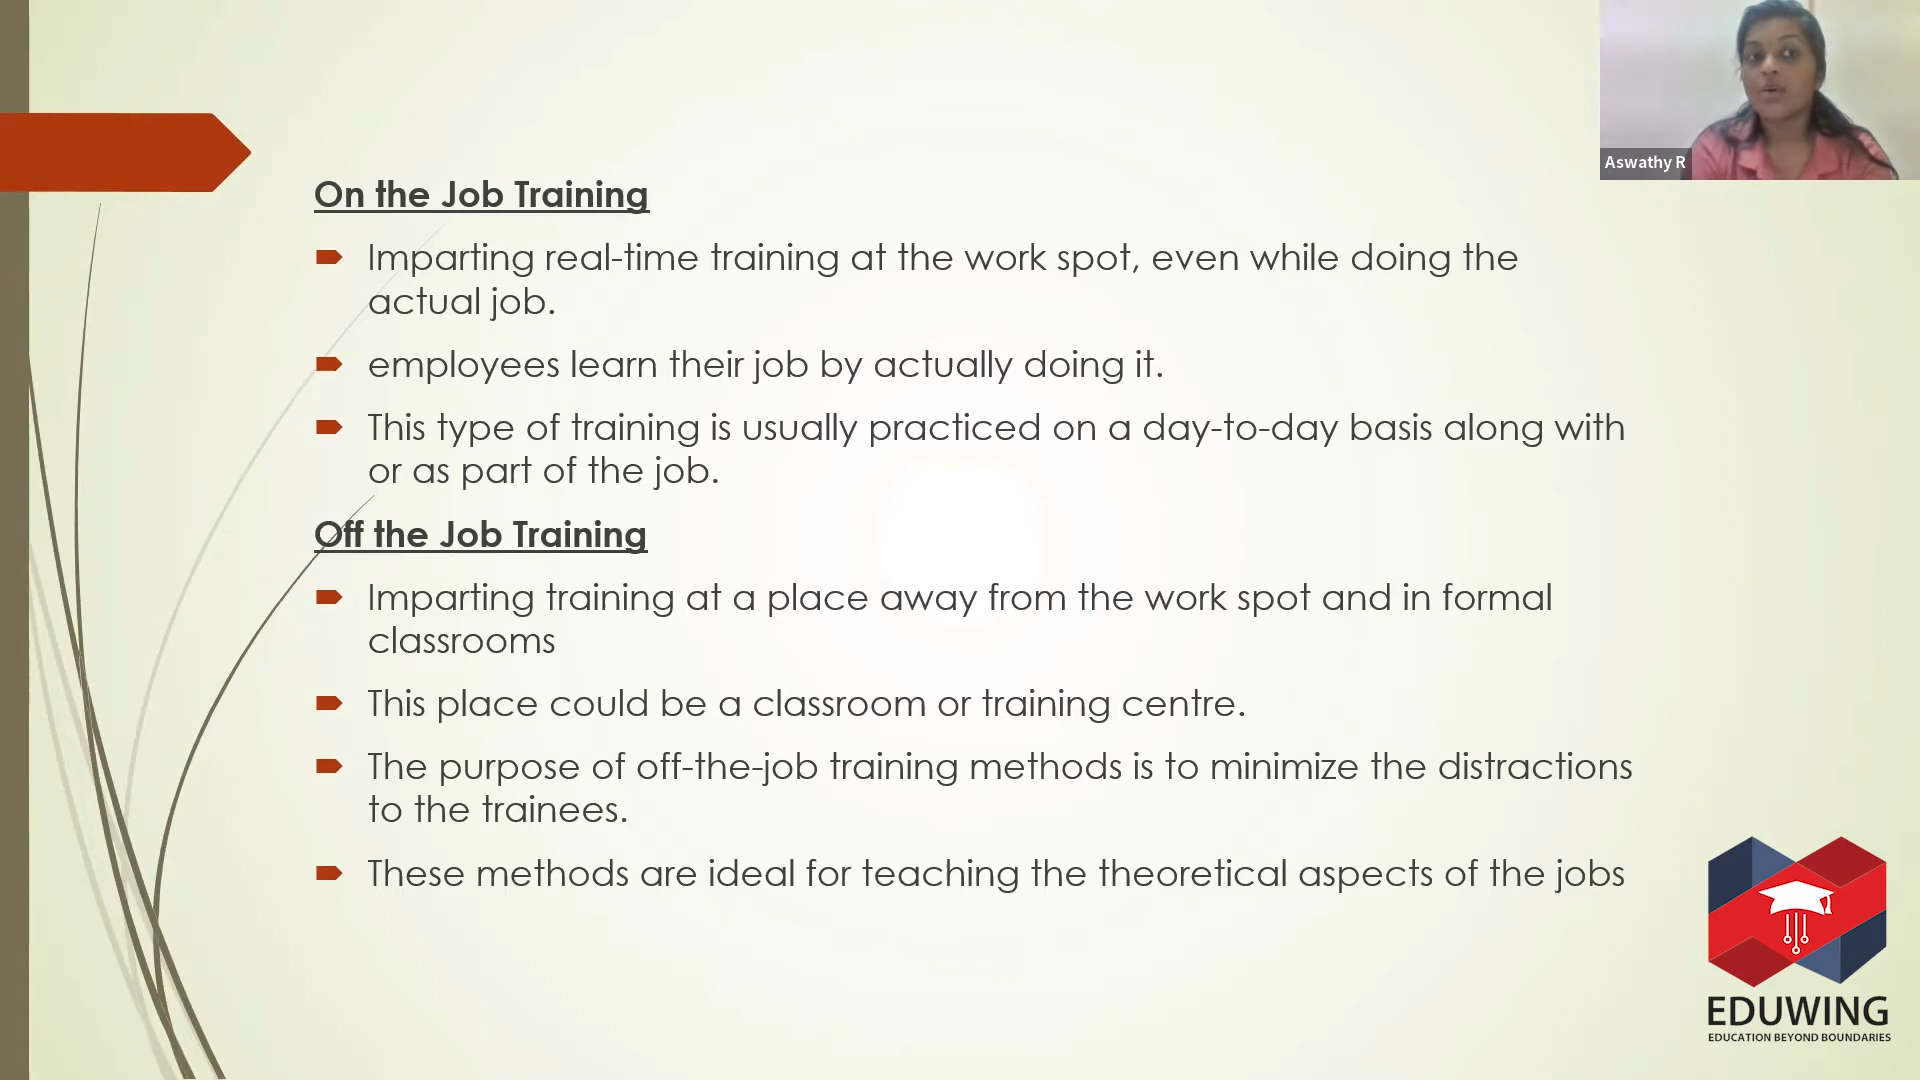 Aswathy R
On the Job Training
Imparting real-time training at the work spot, even while doing the
actual job.
employees learn their job by actually doing it.
This type of training is usually practiced on a day-to-day basis along with
or as part of the job.
Off the Job Training
Imparting training at a place away from the work spot and in formal
classrooms
This place could be a classroom or training centre.
The purpose of off-the-job training methods is to minimize the distractions
to the trainees.
These methods are ideal for teaching the theoretical aspects of the jobs
EDUWING
EDUCATION BEYOND BOUNDARIES